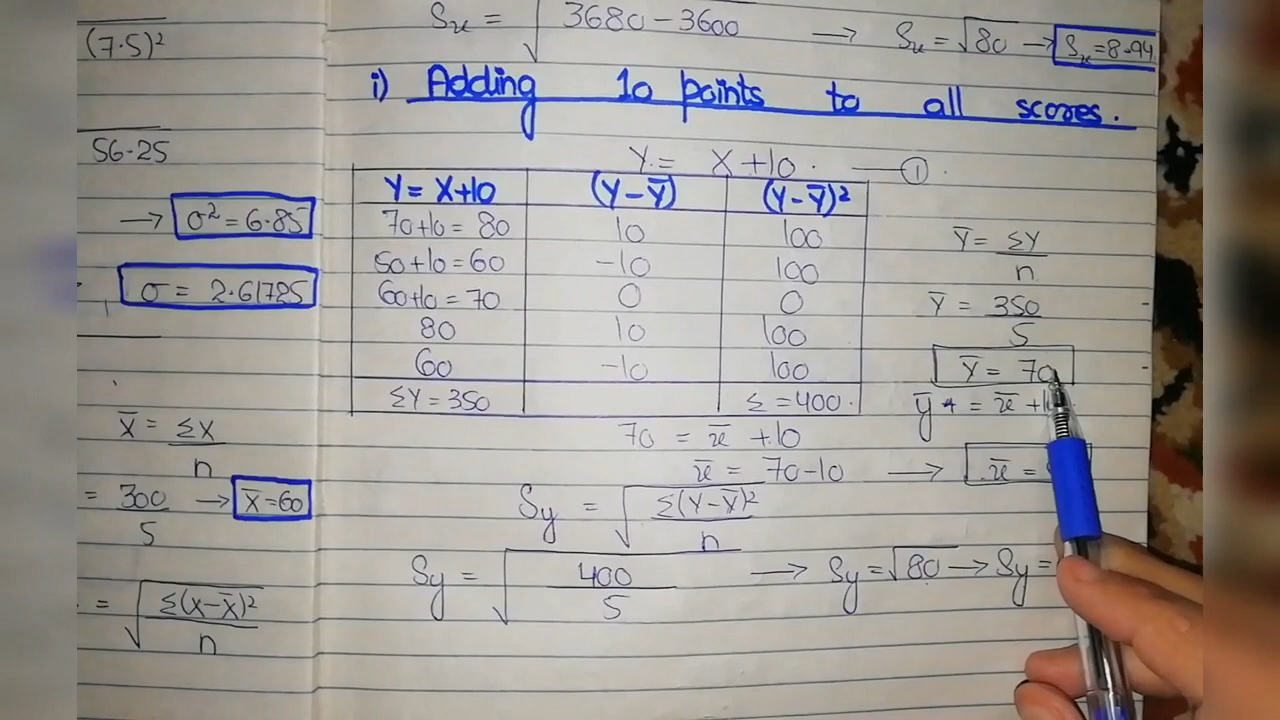 (7.5)²
56.25
→ σ² = 6.85
σ = 2.61725
X̄ = ΣX
n
= 300 → X̄ = 60
5
= √ Σ(X-X̄)²
n
Sx = √ 3680 - 3600 → Sx = √80 → Sx = 8.94
i) Adding 10 points to all scores.
Y = X + 10. — ①.
Y = X+10 (Y - Ȳ) (Y - Ȳ)²
70+10 = 80 10 100
50+10 = 60 -10 100
60+10 = 70 0 0
80 10 100
60 -10 100
ΣY = 350 Σ = 400.
Ȳ = ΣY
n
Ȳ = 350
5
Ȳ = 70
ȳ = x̄ +
70 = x̄ + 10
x̄ = 70 - 10 → x̄ =
Sy = √ Σ(Y-Ȳ)²
n
Sy = √ 400 → Sy = √80 → Sy =
5